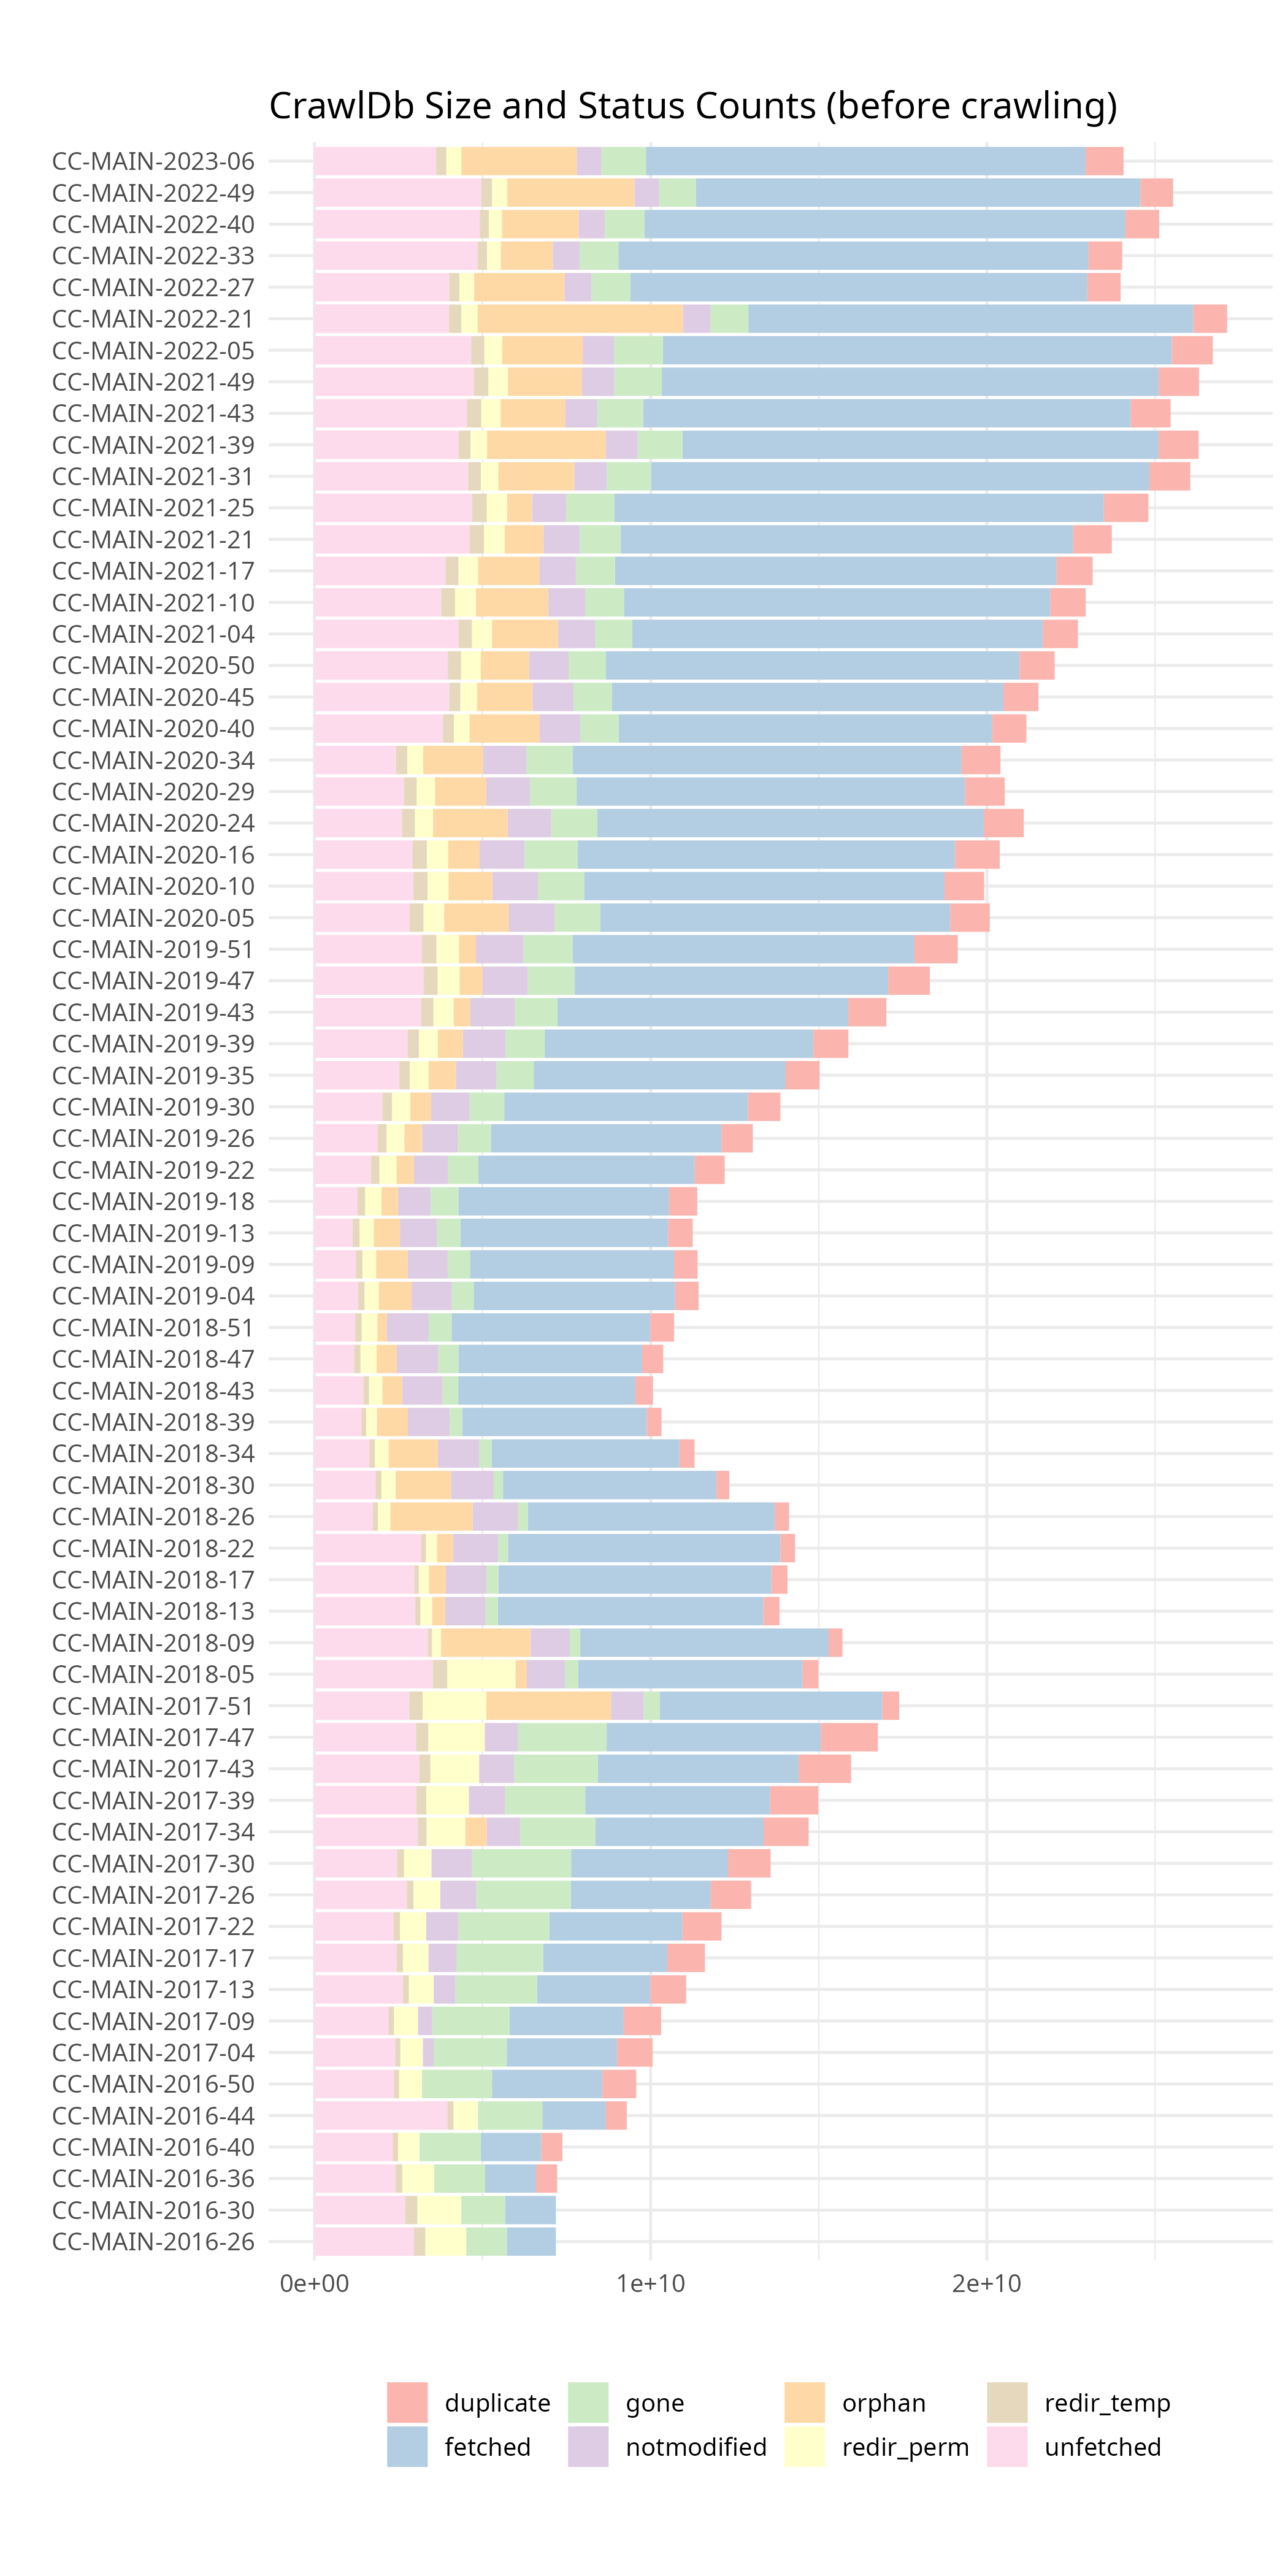 CrawlDb Size and Status Counts (before crawling)
CC-MAIN-2023-06
CC-MAIN-2022-49
CC-MAIN-2022-40
CC-MAIN-2022-33
CC-MAIN-2022-27
CC-MAIN-2022-21
CC-MAIN-2022-05
CC-MAIN-2021-49
CC-MAIN-2021-43
CC-MAIN-2021-39
CC-MAIN-2021-31
CC-MAIN-2021-25
CC-MAIN-2021-21
CC-MAIN-2021-17
CC-MAIN-2021-10
CC-MAIN-2021-04
CC-MAIN-2020-50
CC-MAIN-2020-45
CC-MAIN-2020-40
CC-MAIN-2020-34
CC-MAIN-2020-29
CC-MAIN-2020-24
CC-MAIN-2020-16
CC-MAIN-2020-10
CC-MAIN-2020-05
CC-MAIN-2019-51
CC-MAIN-2019-47
CC-MAIN-2019-43
CC-MAIN-2019-39
CC-MAIN-2019-35
CC-MAIN-2019-30
CC-MAIN-2019-26
CC-MAIN-2019-22
CC-MAIN-2019-18
CC-MAIN-2019-13
CC-MAIN-2019-09
CC-MAIN-2019-04
CC-MAIN-2018-51
CC-MAIN-2018-47
CC-MAIN-2018-43
CC-MAIN-2018-39
CC-MAIN-2018-34
CC-MAIN-2018-30
CC-MAIN-2018-26
CC-MAIN-2018-22
CC-MAIN-2018-17
CC-MAIN-2018-13
CC-MAIN-2018-09
CC-MAIN-2018-05
CC-MAIN-2017-51
CC-MAIN-2017-47
CC-MAIN-2017-43
CC-MAIN-2017-39
CC-MAIN-2017-34
CC-MAIN-2017-30
CC-MAIN-2017-26
CC-MAIN-2017-22
CC-MAIN-2017-17
CC-MAIN-2017-13
CC-MAIN-2017-09
CC-MAIN-2017-04
CC-MAIN-2016-50
CC-MAIN-2016-44
CC-MAIN-2016-40
CC-MAIN-2016-36
CC-MAIN-2016-30
CC-MAIN-2016-26
0e+00 1e+10 2e+10
duplicate gone orphan redir_temp
fetched notmodified redir_perm unfetched